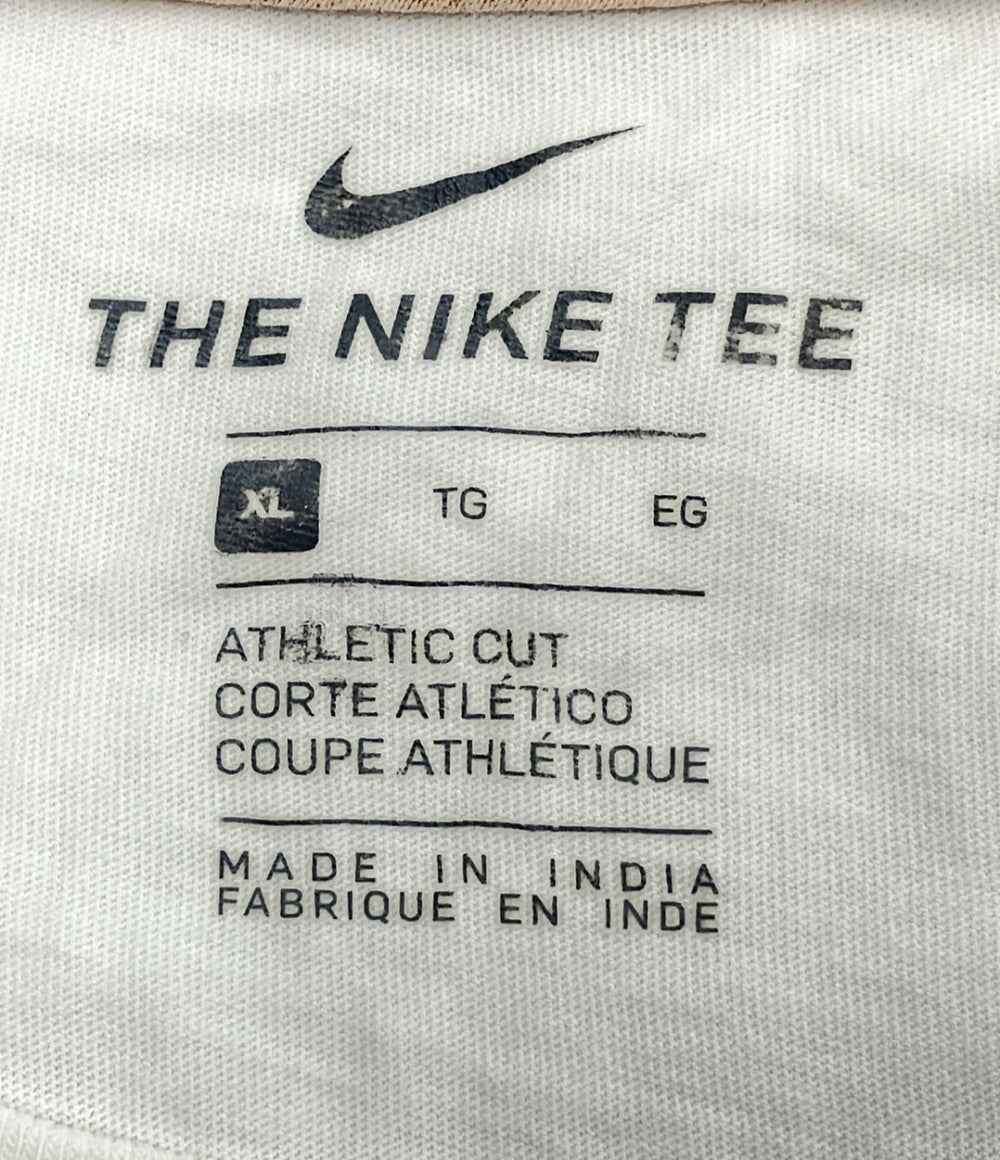 THE NIKE TEE
XL TG EG
ATHLETIC CUT
CORTE ATLÉTICO
COUPE ATHLÉTIQUE
MADE IN INDIA
FABRIQUE EN INDE